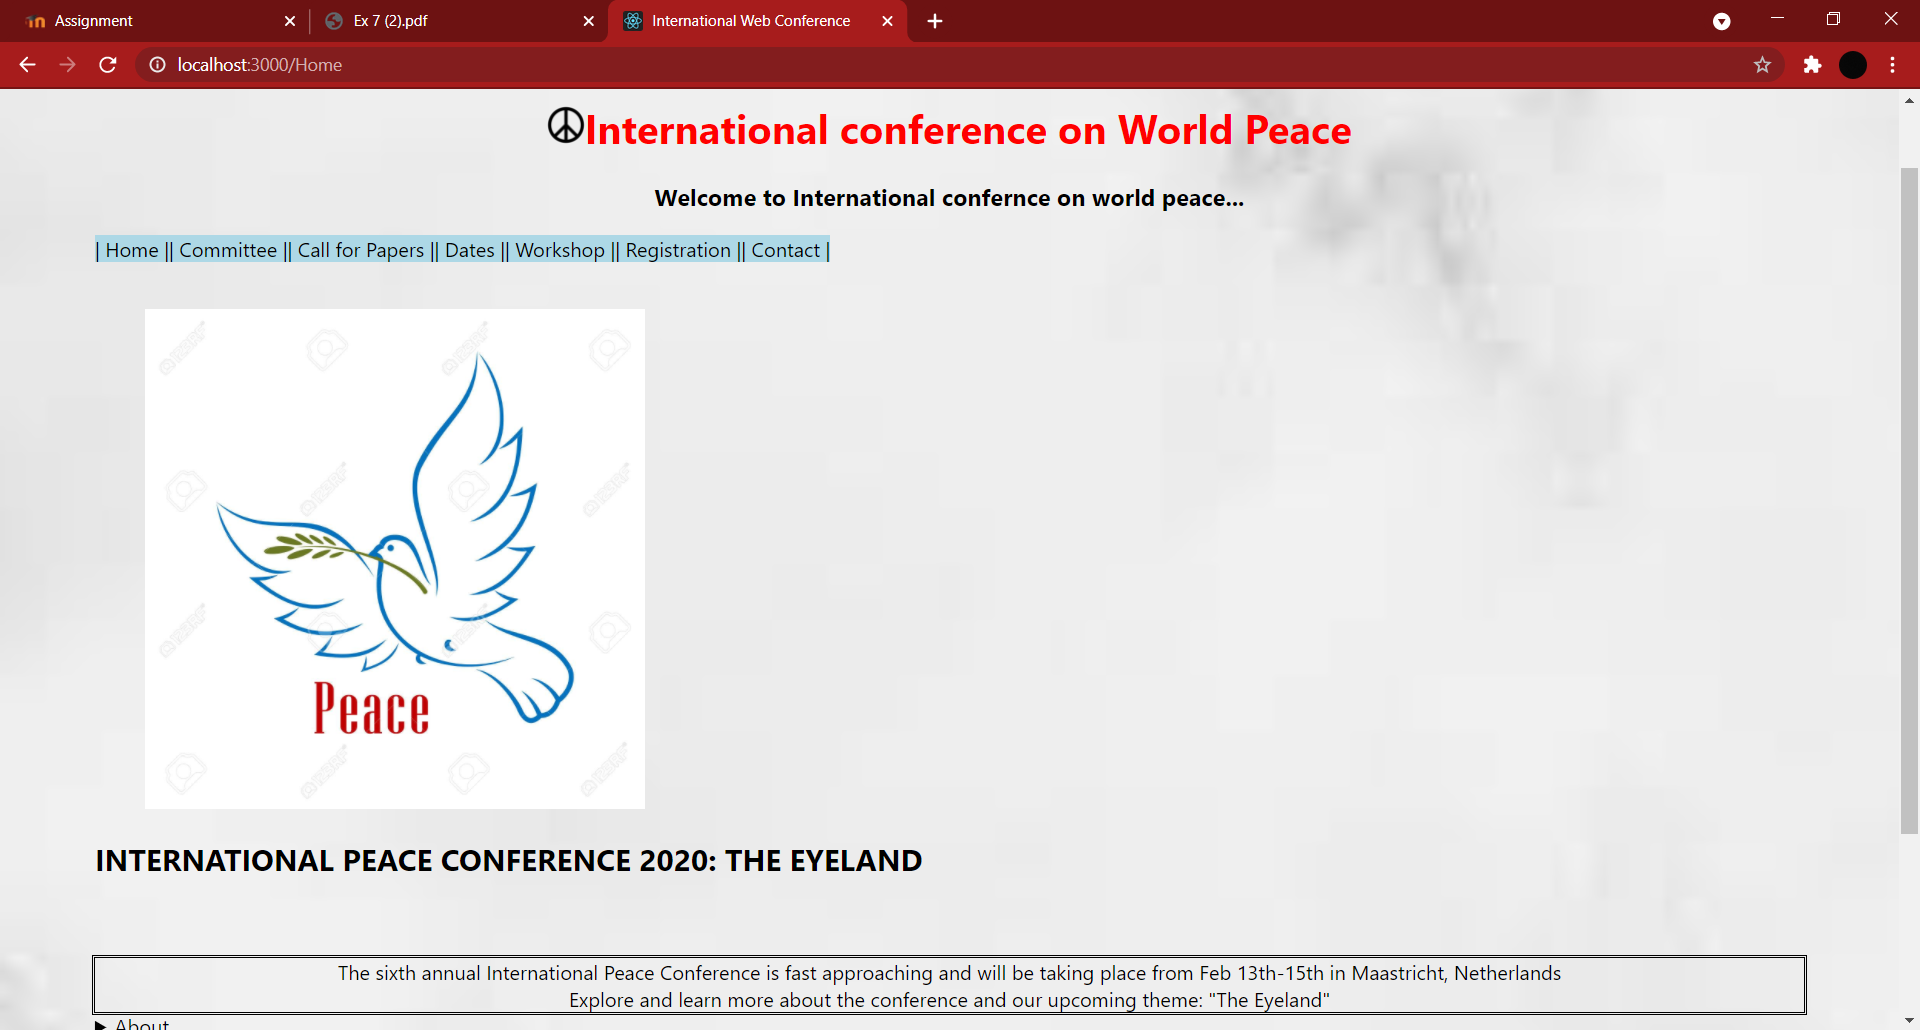 Assignment
Ex 7 (2).pdf
International Web Conference
localhost:3000/Home
International conference on World Peace
Welcome to International confernce on world peace...
| Home || Committee || Call for Papers || Dates || Workshop || Registration || Contact |
Peace
INTERNATIONAL PEACE CONFERENCE 2020: THE EYELAND
The sixth annual International Peace Conference is fast approaching and will be taking place from Feb 13th-15th in Maastricht, Netherlands
Explore and learn more about the conference and our upcoming theme: "The Eyeland"
About